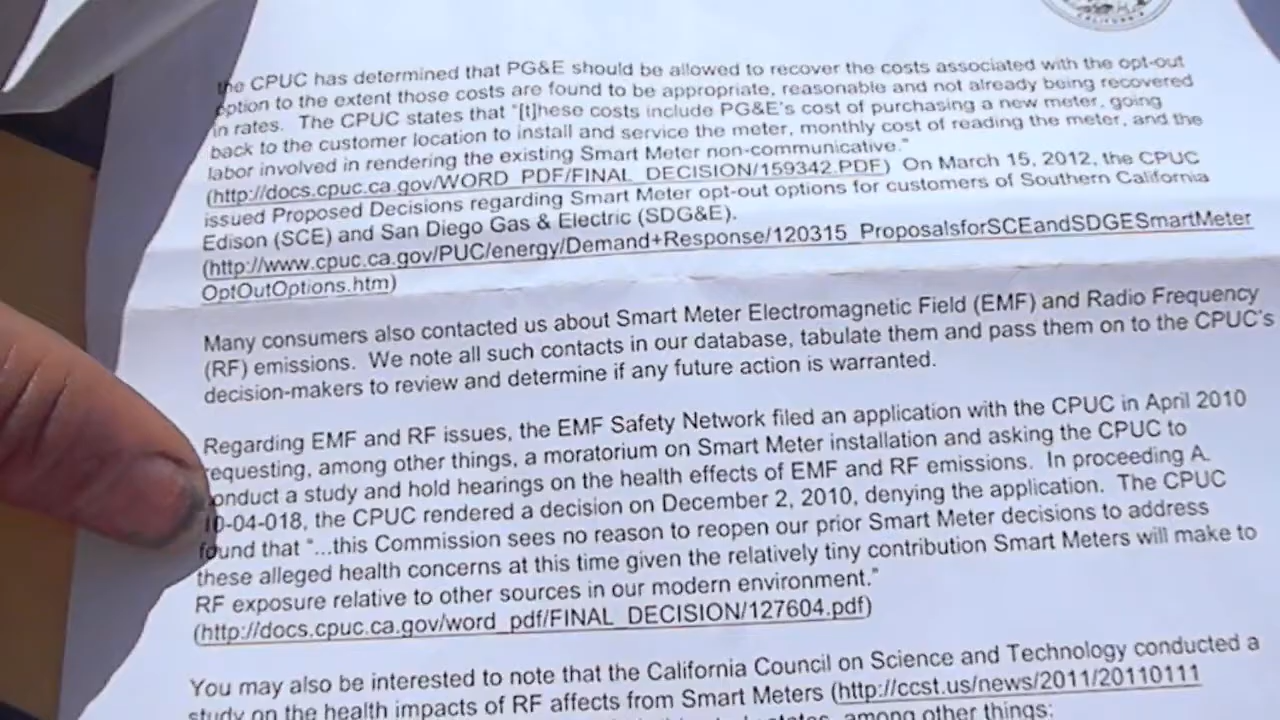 CALIFORNIA
the CPUC has determined that PG&E should be allowed to recover the costs associated with the opt-out
option to the extent those costs are found to be appropriate, reasonable and not already being recovered
in rates. The CPUC states that "[t]hese costs include PG&E's cost of purchasing a new meter, going
back to the customer location to install and service the meter, monthly cost of reading the meter, and the
labor involved in rendering the existing Smart Meter non-communicative."
(http://docs.cpuc.ca.gov/WORD_PDF/FINAL_DECISION/159342.PDF) On March 15, 2012, the CPUC
issued Proposed Decisions regarding Smart Meter opt-out options for customers of Southern California
Edison (SCE) and San Diego Gas & Electric (SDG&E).
(http://www.cpuc.ca.gov/PUC/energy/Demand+Response/120315_ProposalsforSCEandSDGESmartMeter
OptOutOptions.htm)
Many consumers also contacted us about Smart Meter Electromagnetic Field (EMF) and Radio Frequency
(RF) emissions. We note all such contacts in our database, tabulate them and pass them on to the CPUC's
decision-makers to review and determine if any future action is warranted.
Regarding EMF and RF issues, the EMF Safety Network filed an application with the CPUC in April 2010
requesting, among other things, a moratorium on Smart Meter installation and asking the CPUC to
conduct a study and hold hearings on the health effects of EMF and RF emissions. In proceeding A.
10-04-018, the CPUC rendered a decision on December 2, 2010, denying the application. The CPUC
found that "...this Commission sees no reason to reopen our prior Smart Meter decisions to address
these alleged health concerns at this time given the relatively tiny contribution Smart Meters will make to
RF exposure relative to other sources in our modern environment."
(http://docs.cpuc.ca.gov/word_pdf/FINAL_DECISION/127604.pdf)
You may also be interested to note that the California Council on Science and Technology conducted a
study on the health impacts of RF affects from Smart Meters (http://ccst.us/news/2011/20110111
among other things: